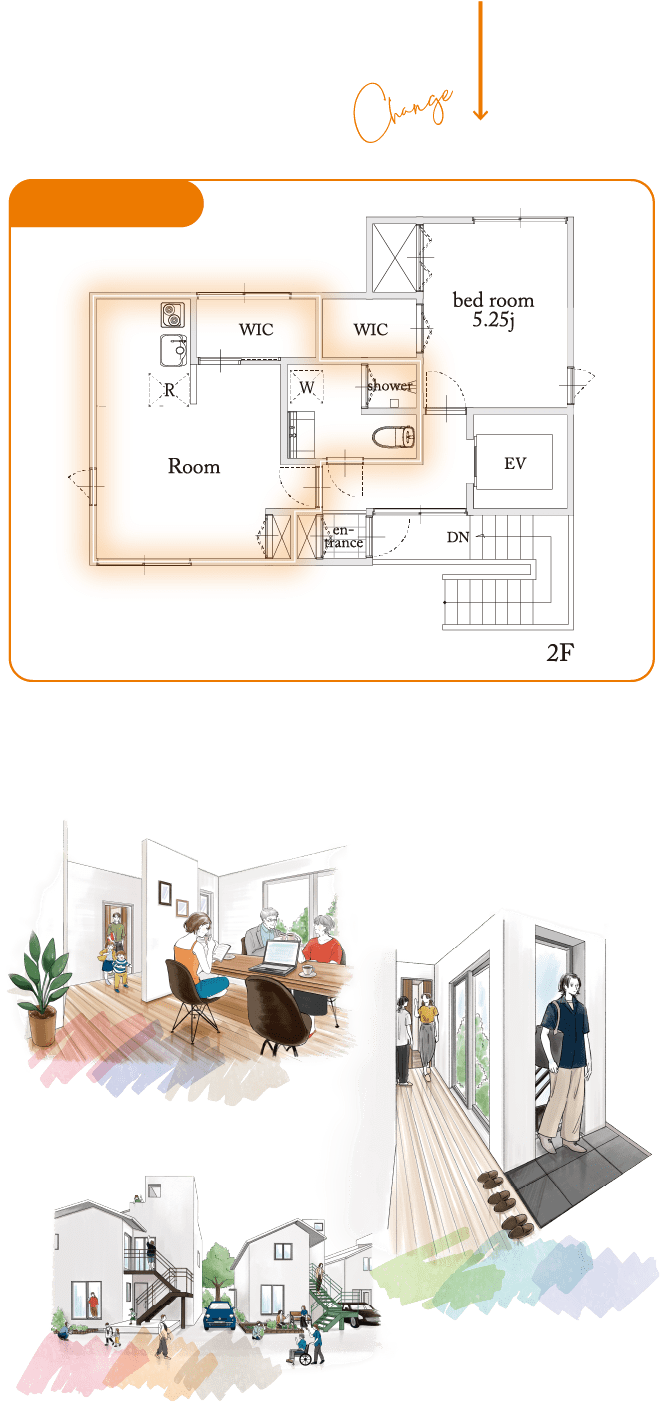 Change
bed room
5.25j
WIC
WIC
R
W
shower
Room
EV
en-
trance
DN
2F